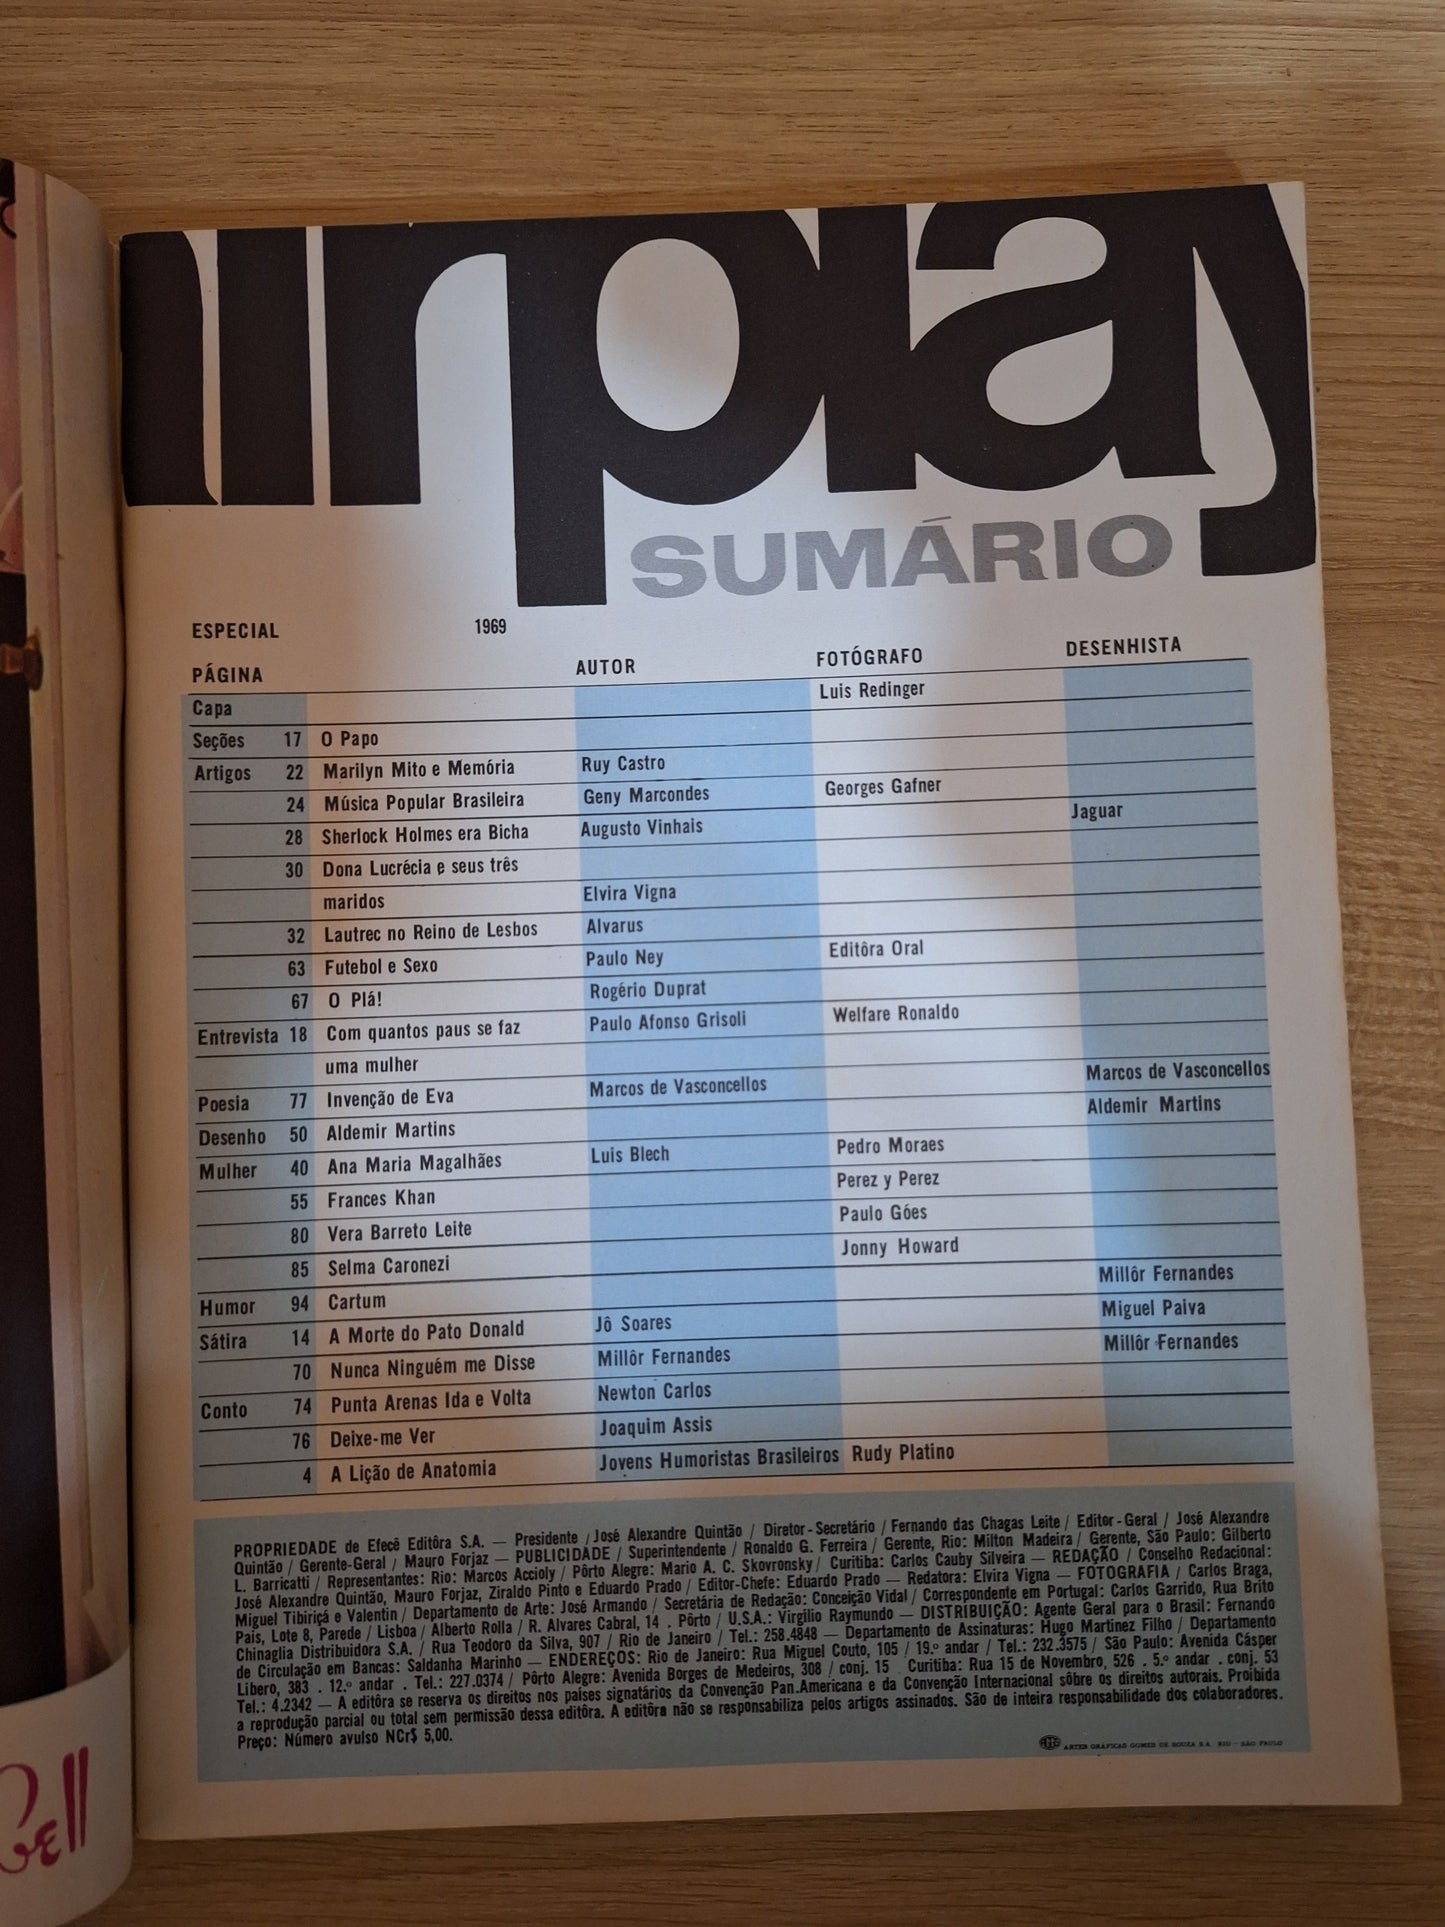 irplay
SUMÁRIO
ESPECIAL 1969
PÁGINA AUTOR FOTÓGRAFO DESENHISTA
Capa Luis Redinger
Seções 17 O Papo
Artigos 22 Marilyn Mito e Memória Ruy Castro
24 Música Popular Brasileira Geny Marcondes Georges Gafner
28 Sherlock Holmes era Bicha Augusto Vinhais Jaguar
30 Dona Lucrécia e seus três
maridos Elvira Vigna
32 Lautrec no Reino de Lesbos Alvarus
63 Futebol e Sexo Paulo Ney Editôra Oral
67 O Plá! Rogério Duprat
Entrevista 18 Com quantos paus se faz Paulo Afonso Grisoli Welfare Ronaldo
uma mulher
Poesia 77 Invenção de Eva Marcos de Vasconcellos Marcos de Vasconcellos
Desenho 50 Aldemir Martins Aldemir Martins
Mulher 40 Ana Maria Magalhães Luis Blech Pedro Moraes
55 Frances Khan Perez y Perez
80 Vera Barreto Leite Paulo Góes
85 Selma Caronezi Jonny Howard
Humor 94 Cartum Millôr Fernandes
Sátira 14 A Morte do Pato Donald Jô Soares Miguel Paiva
70 Nunca Ninguém me Disse Millôr Fernandes Millôr Fernandes
Conto 74 Punta Arenas Ida e Volta Newton Carlos
76 Deixe-me Ver Joaquim Assis
4 A Lição de Anatomia Jovens Humoristas Brasileiros Rudy Platino
PROPRIEDADE de Efecê Editôra S.A. — Presidente / José Alexandre Quintão / Diretor-Secretário / Fernando das Chagas Leite / Editor-Geral / José Alexandre
Quintão / Gerente-Geral / Mauro Forjaz — PUBLICIDADE / Superintendente / Ronaldo G. Ferreira / Gerente, Rio: Milton Madeira / Gerente, São Paulo: Gilberto
L. Barricatti / Representantes: Rio: Marcos Accioly / Pôrto Alegre: Mario A. C. Skovronsky / Curitiba: Carlos Cauby Silveira — REDAÇÃO / Conselho Redacional:
José Alexandre Quintão, Mauro Forjaz, Ziraldo Pinto e Eduardo Prado / Editor-Chefe: Eduardo Prado — Redatora: Elvira Vigna — FOTOGRAFIA / Carlos Braga,
Miguel Tibiriçá e Valentin / Departamento de Arte: José Armando / Secretária de Redação: Conceição Vidal / Correspondente em Portugal: Carlos Garrido, Rua Brito
Pais, Lote 8, Parede / Lisboa / Alberto Rolla / R. Alvares Cabral, 14 . Pôrto / U.S.A.: Virgílio Raymundo — DISTRIBUIÇÃO: Agente Geral para o Brasil: Fernando
Chinaglia Distribuidora S.A. / Rua Teodoro da Silva, 907 / Rio de Janeiro / Tel.: 258.4848 — Departamento de Assinaturas: Hugo Martinez Filho / Departamento
de Circulação em Bancas: Saldanha Marinho — ENDEREÇOS: Rio de Janeiro: Rua Miguel Couto, 105 / 19.º andar / Tel.: 232.3575 / São Paulo: Avenida Cásper
Libero, 383 . 12.º andar . Tel.: 227.0374 / Pôrto Alegre: Avenida Borges de Medeiros, 308 / conj. 15 Curitiba: Rua 15 de Novembro, 526 . 5.º andar . conj. 53
Tel.: 4.2342 — A editôra se reserva os direitos nos países signatários da Convenção Pan.Americana e da Convenção Internacional sôbre os direitos autorais. Proibida
a reprodução parcial ou total sem permissão dessa editôra. A editôra não se responsabiliza pelos artigos assinados. São de inteira responsabilidade dos colaboradores.
Preço: Número avulso NCr$ 5,00.
ARTES GRÁFICAS GOMES DE SOUZA S.A. RIO - SÃO PAULO